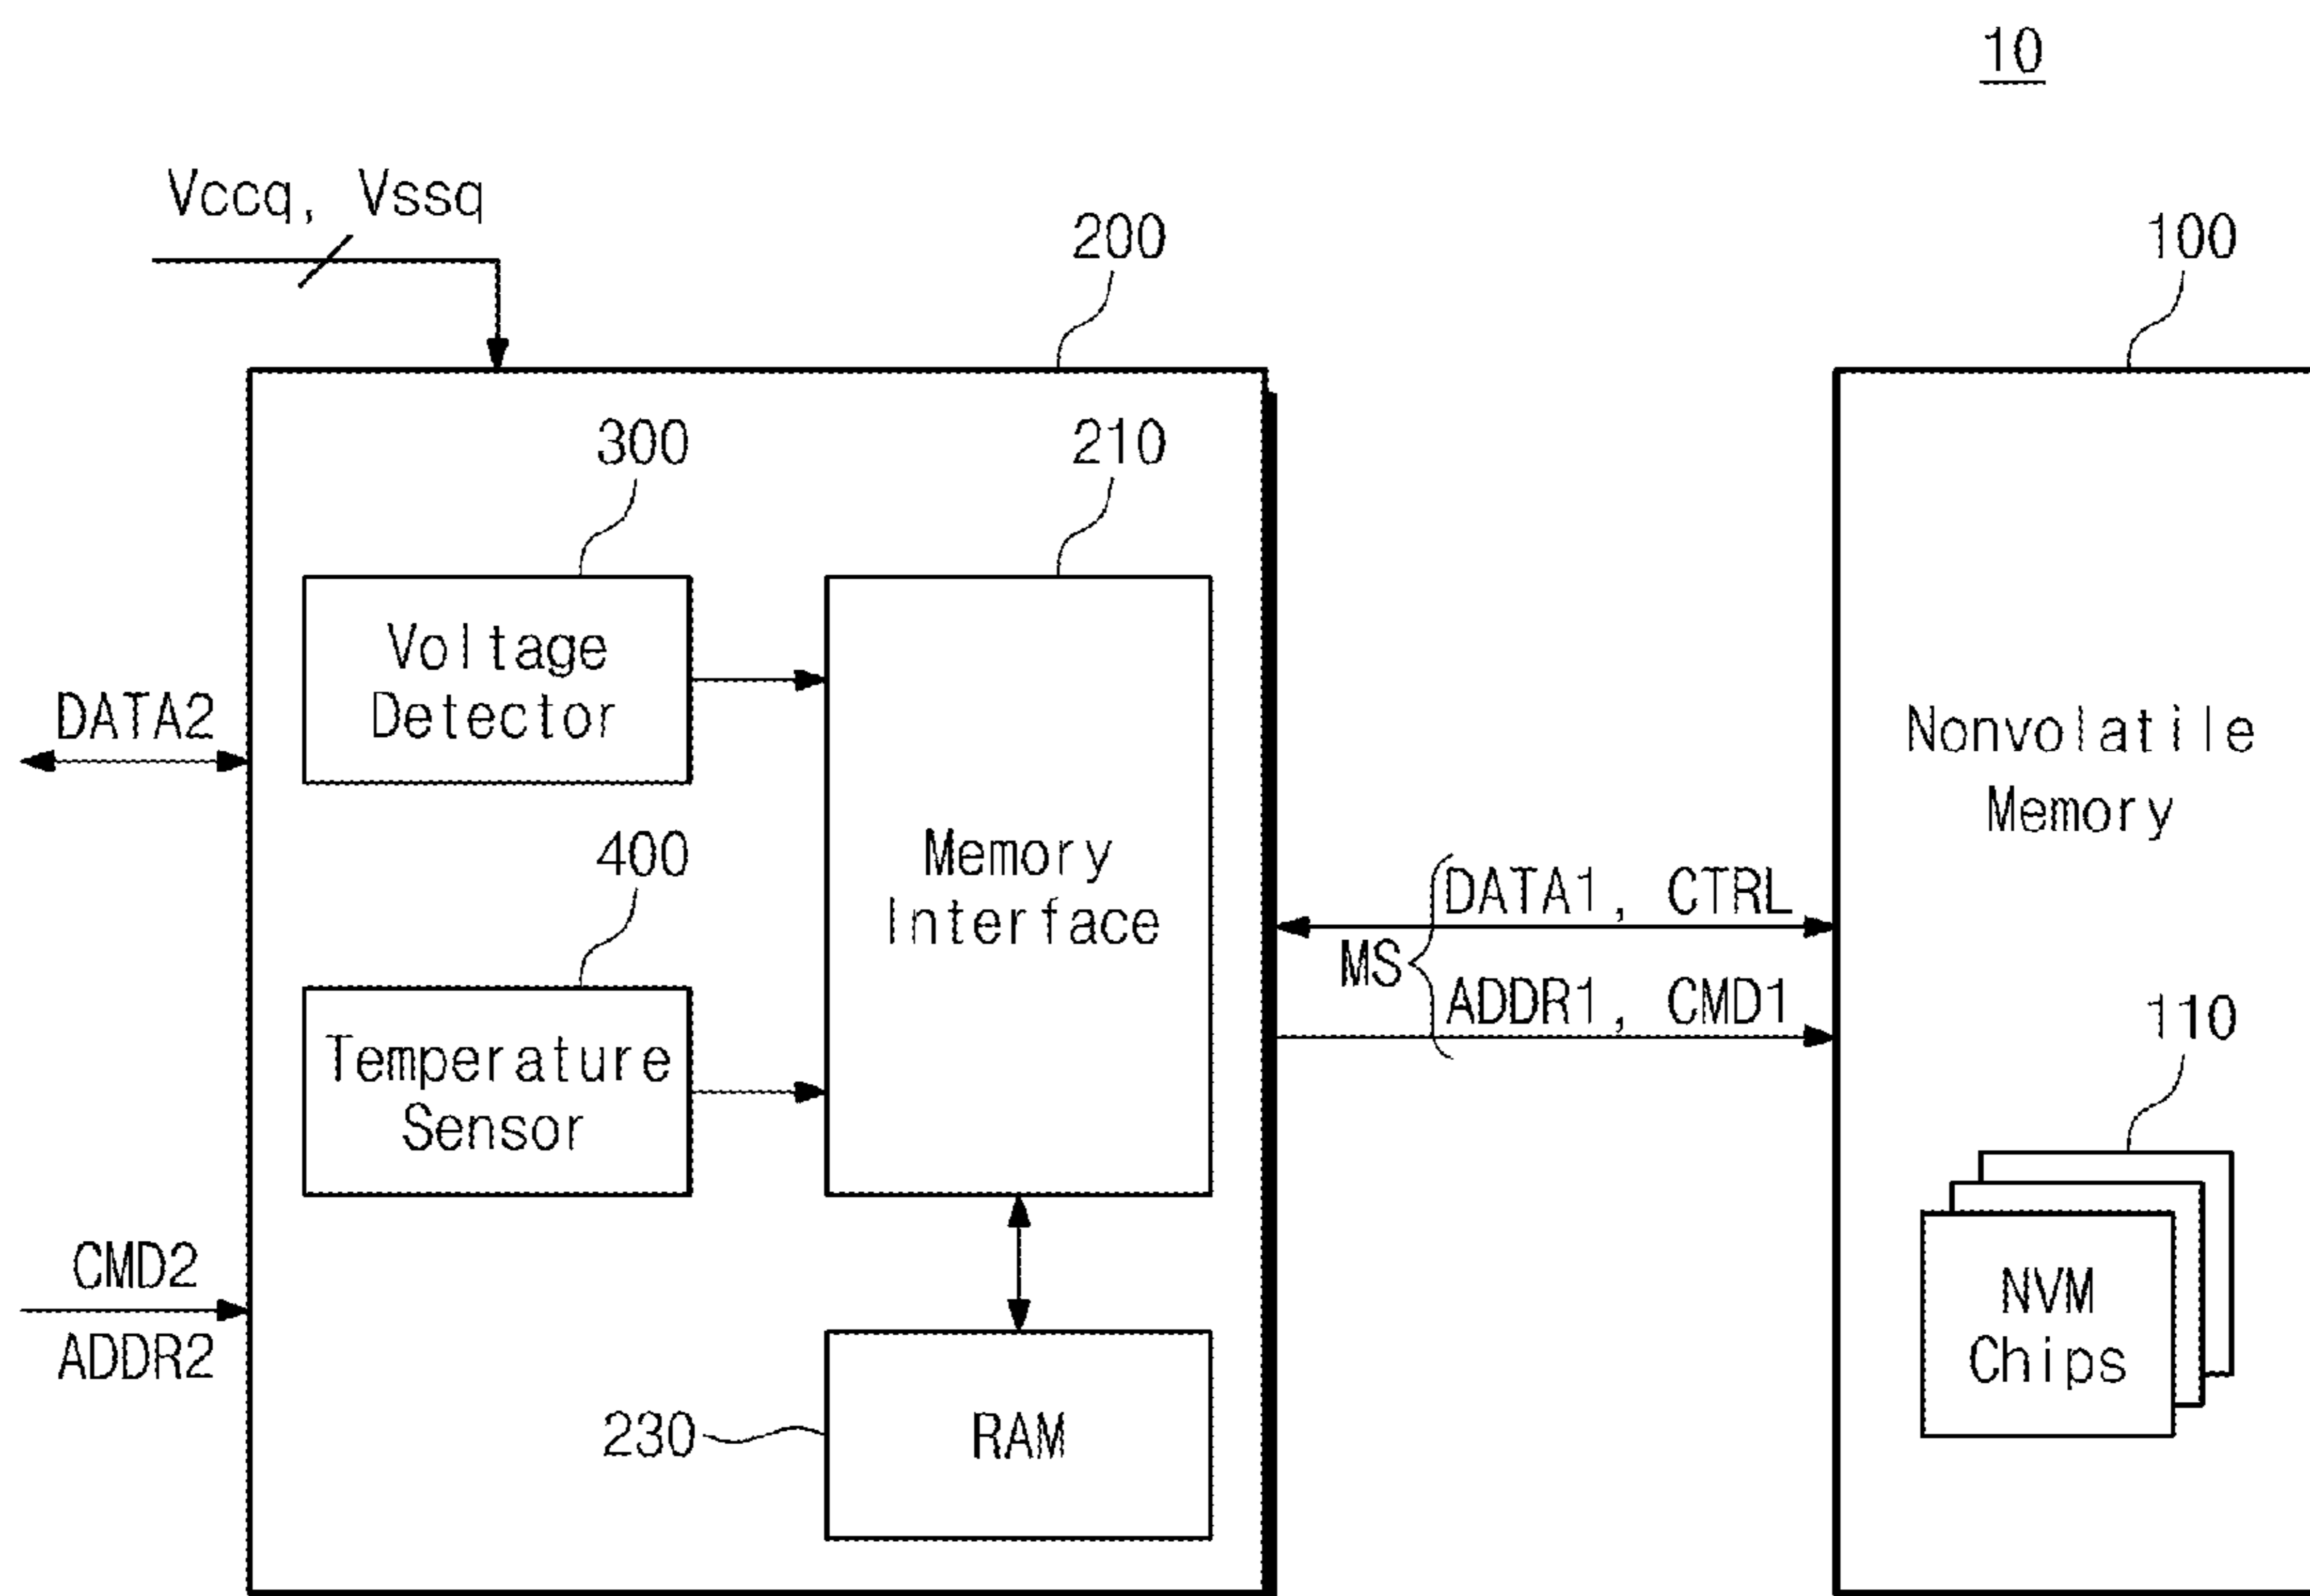 10
Vccq, Vssq
200
100
300
210
Voltage
Detector
DATA2
Nonvolatile
Memory
400
Memory
Interface
DATA1, CTRL
MS
ADDR1, CMD1
110
Temperature
Sensor
CMD2
ADDR2
NVM
Chips
230
RAM